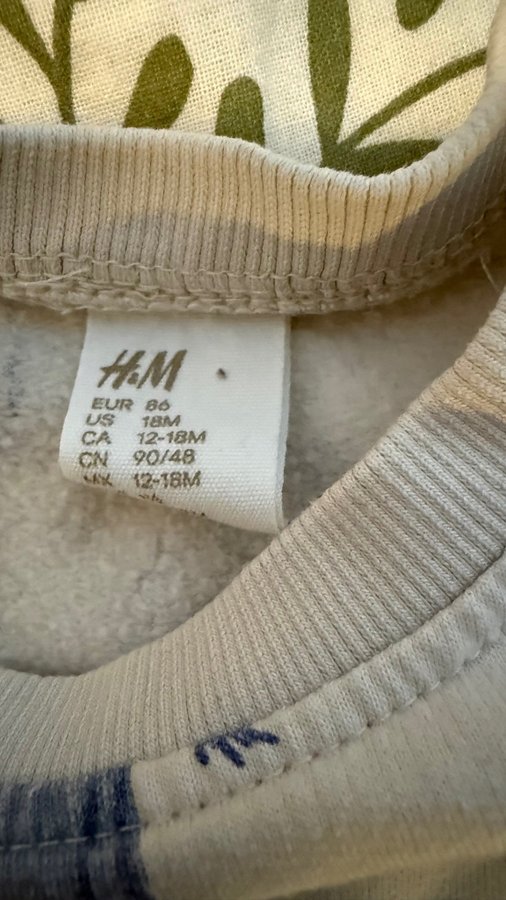 H&M
EUR 86
US 18M
CA 12-18M
CN 90/48
MX 12-18M